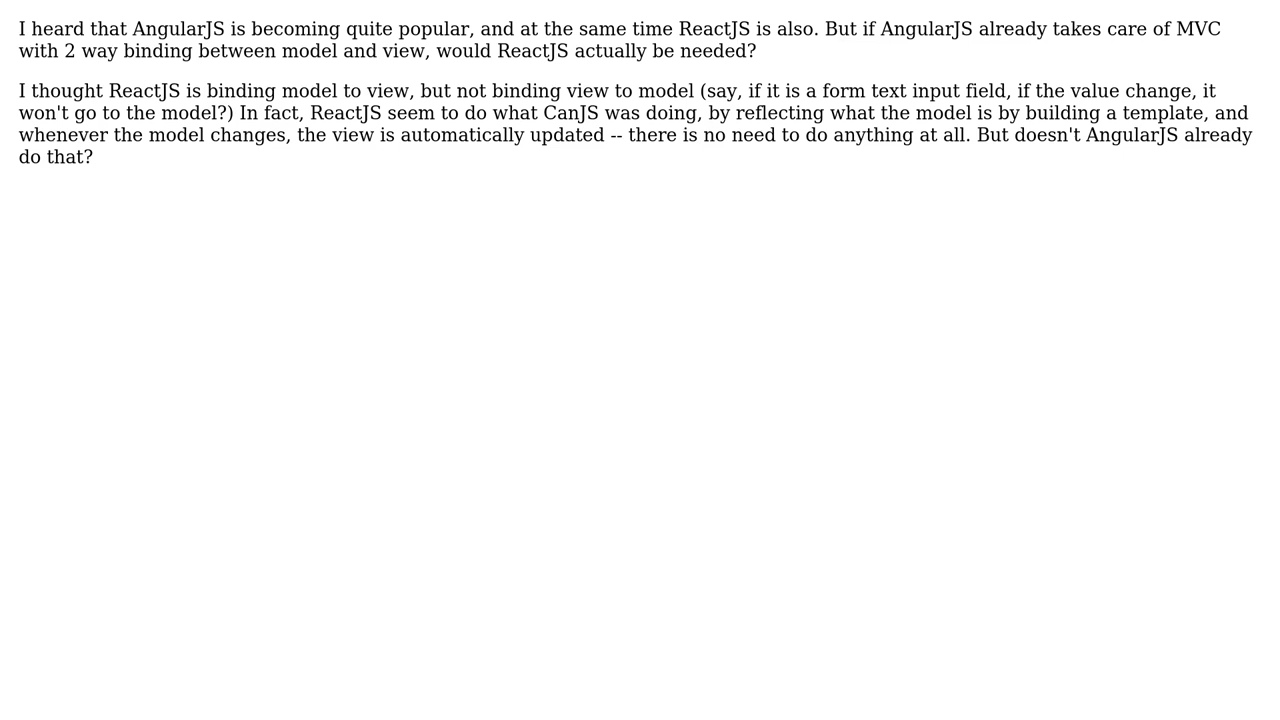 I heard that AngularJS is becoming quite popular, and at the same time ReactJS is also. But if AngularJS already takes care of MVC
with 2 way binding between model and view, would ReactJS actually be needed?
I thought ReactJS is binding model to view, but not binding view to model (say, if it is a form text input field, if the value change, it
won't go to the model?) In fact, ReactJS seem to do what CanJS was doing, by reflecting what the model is by building a template, and
whenever the model changes, the view is automatically updated -- there is no need to do anything at all. But doesn't AngularJS already
do that?